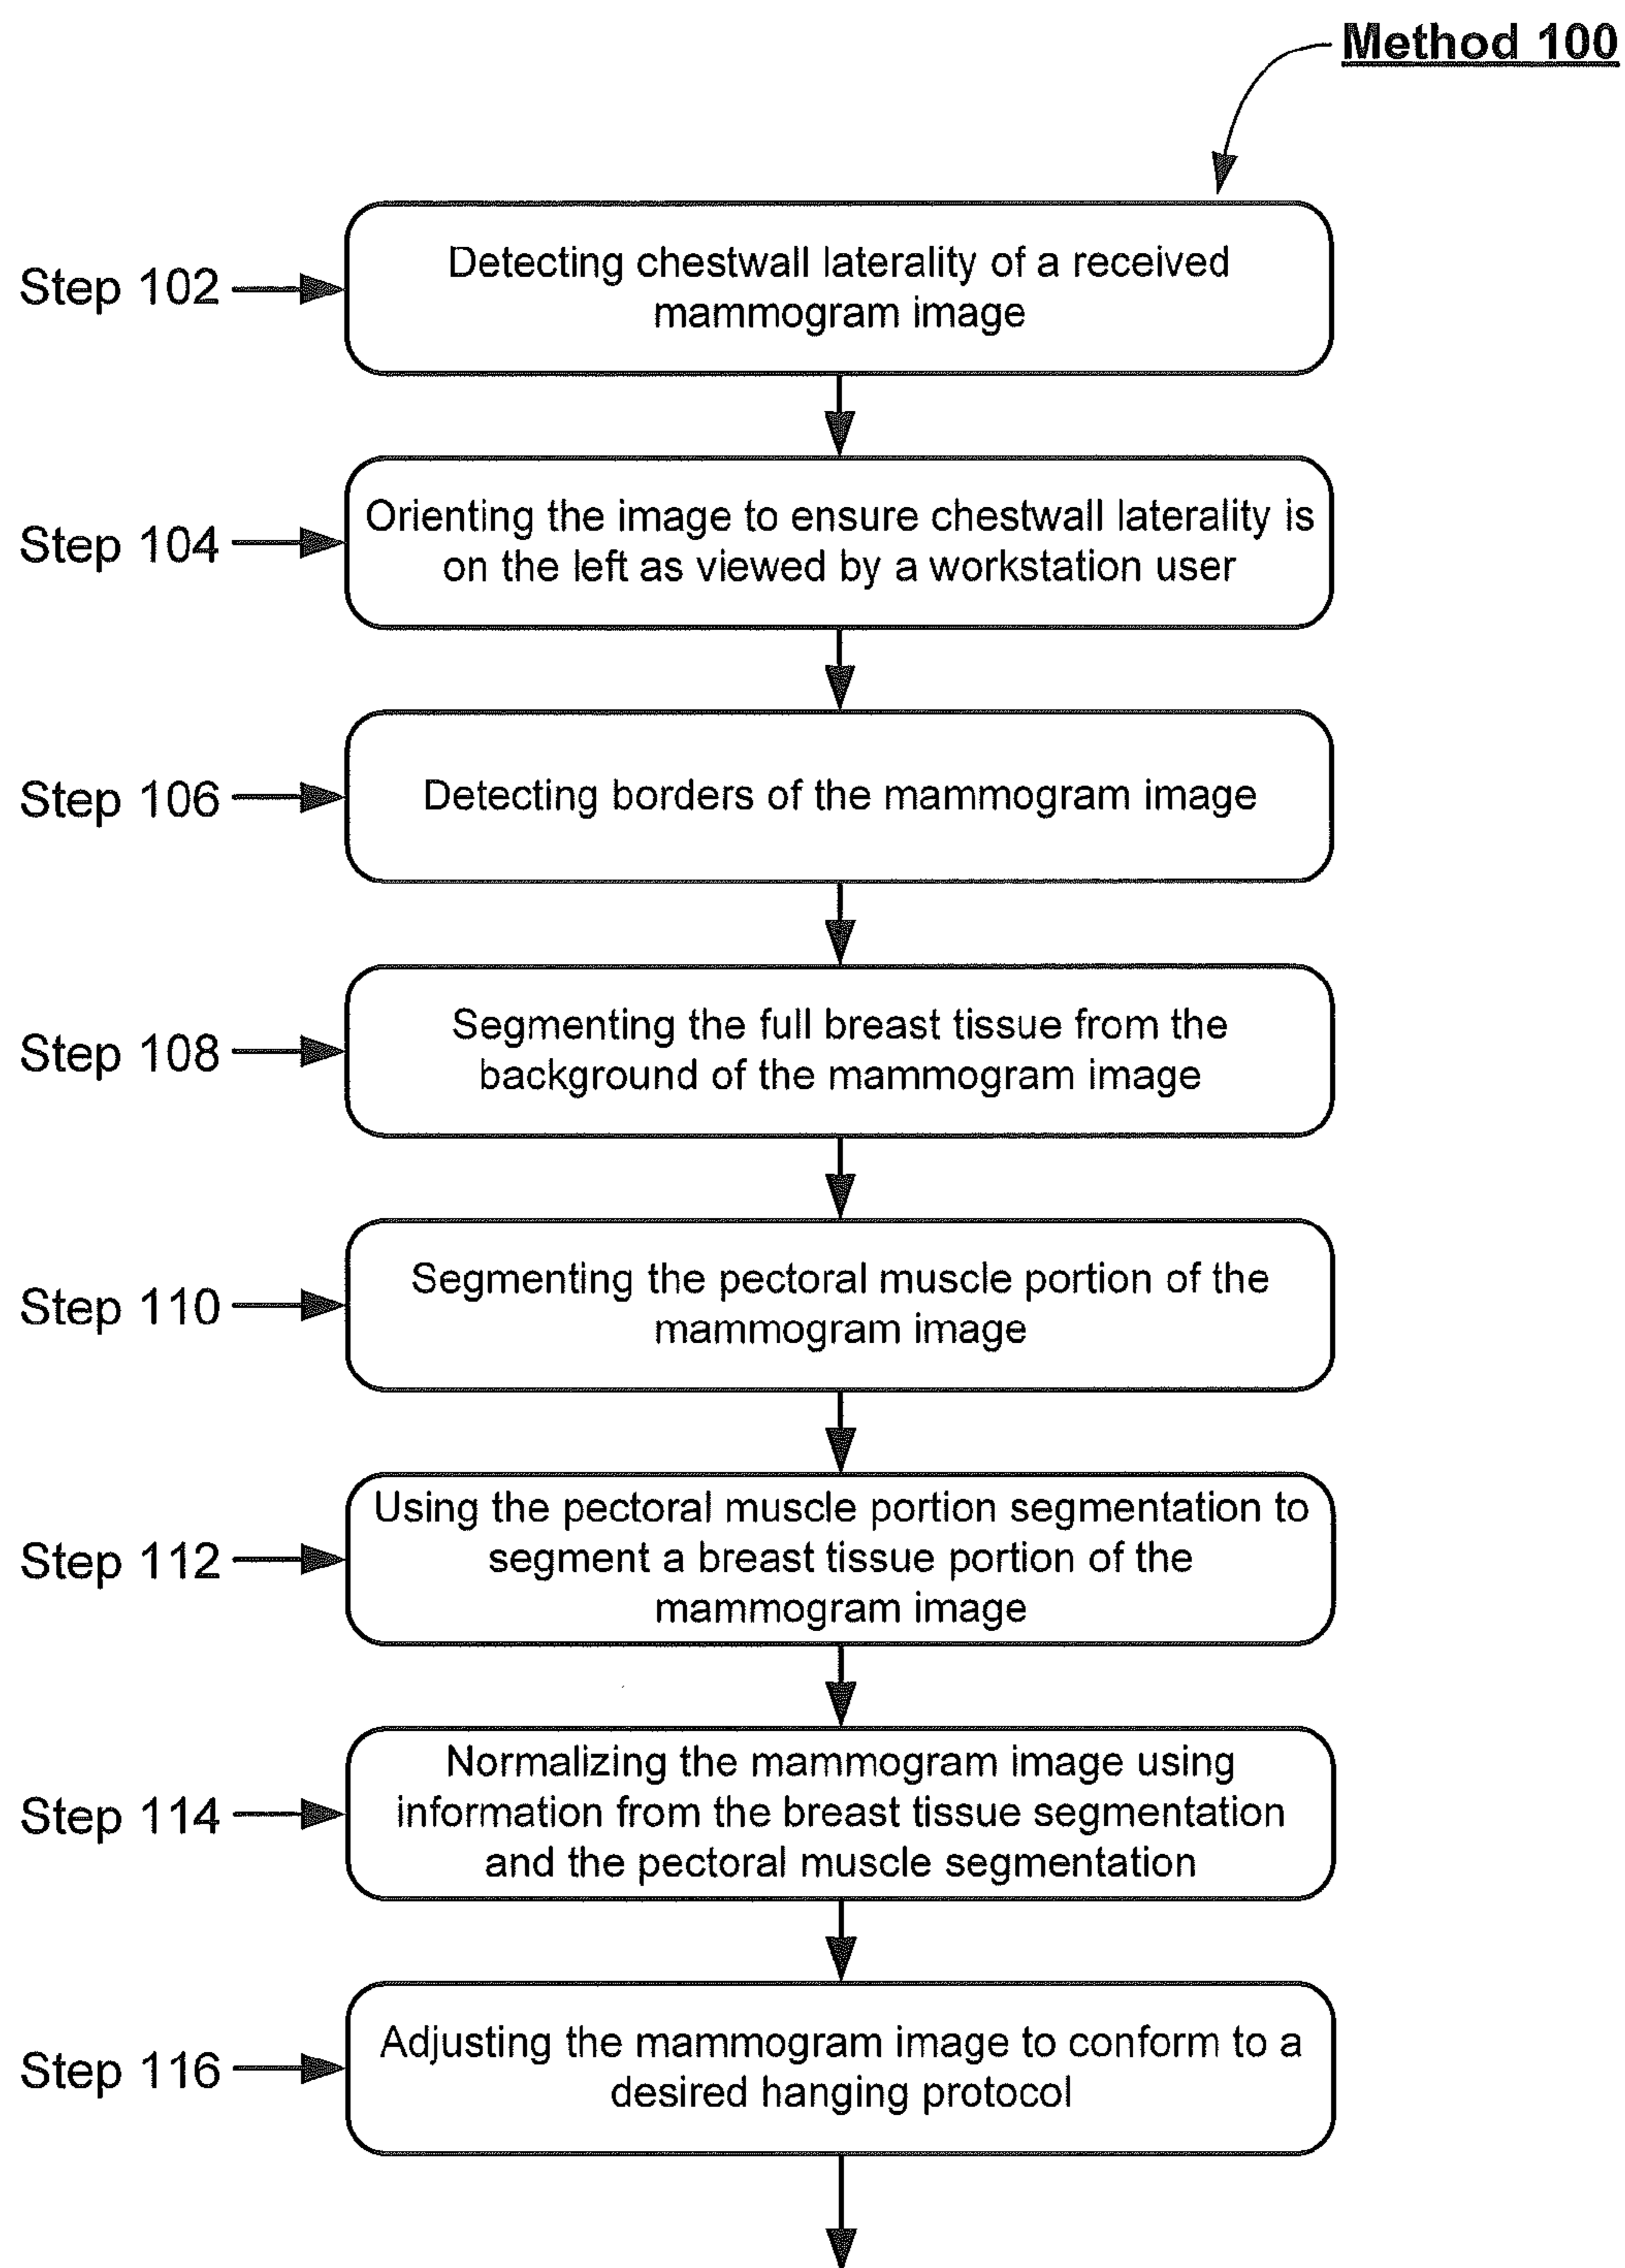 Method 100
Step 102
Detecting chestwall laterality of a received
mammogram image
Step 104
Orienting the image to ensure chestwall laterality is
on the left as viewed by a workstation user
Step 106
Detecting borders of the mammogram image
Step 108
Segmenting the full breast tissue from the
background of the mammogram image
Step 110
Segmenting the pectoral muscle portion of the
mammogram image
Step 112
Using the pectoral muscle portion segmentation to
segment a breast tissue portion of the
mammogram image
Step 114
Normalizing the mammogram image using
information from the breast tissue segmentation
and the pectoral muscle segmentation
Step 116
Adjusting the mammogram image to conform to a
desired hanging protocol